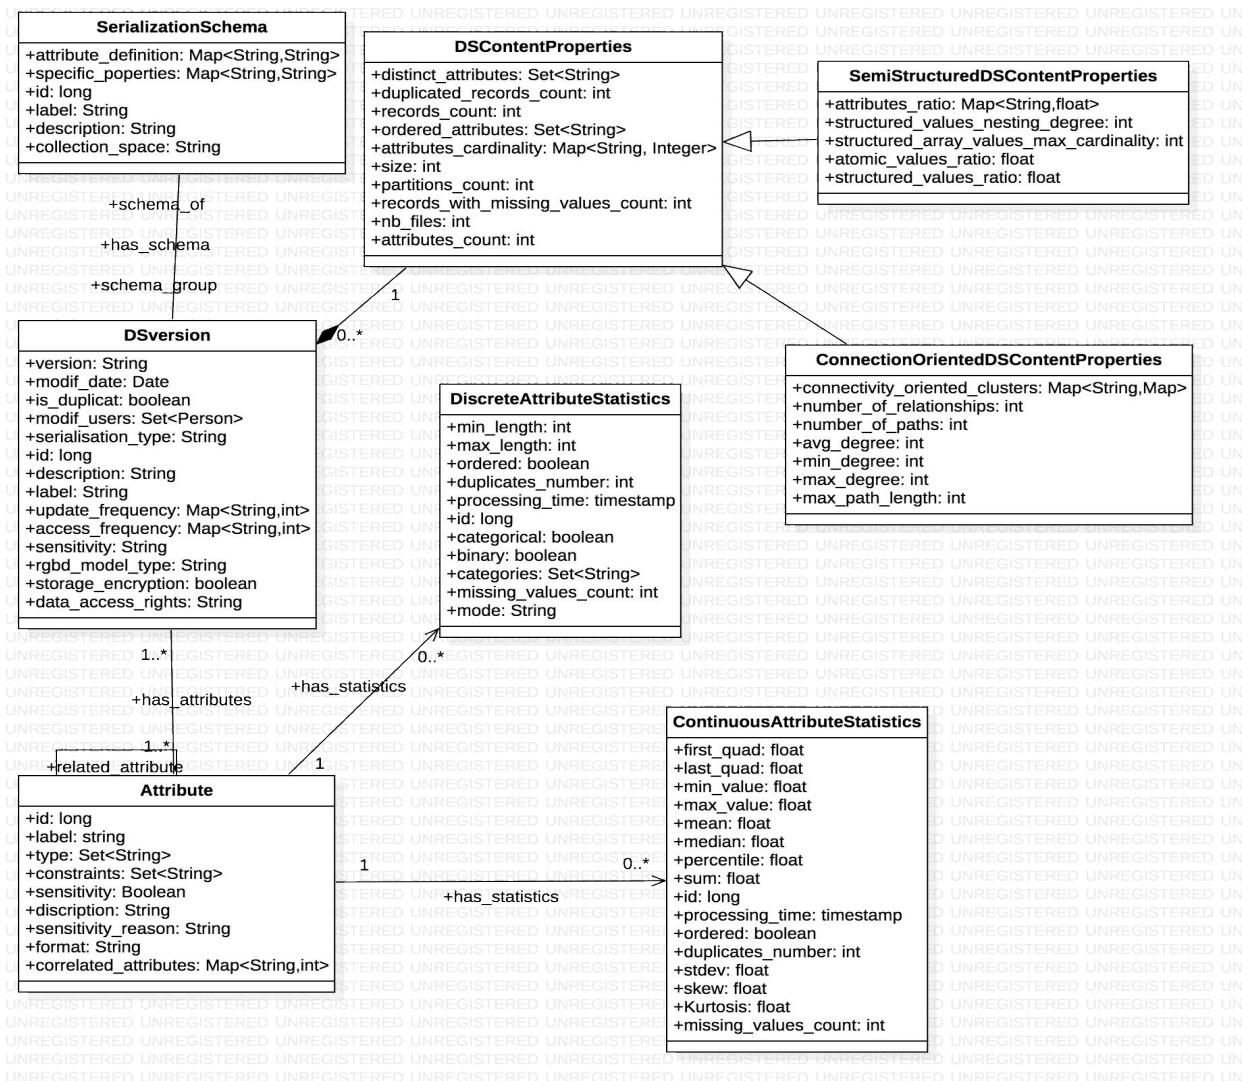 SerializationSchema
+attribute_definition: Map<String,String>
+specific_poperties: Map<String,String>
+id: long
+label: String
+description: String
+collection_space: String
DSContentProperties
+distinct_attributes: Set<String>
+duplicated_records_count: int
+records_count: int
+ordered_attributes: Set<String>
+attributes_cardinality: Map<String, Integer>
+size: int
+partitions_count: int
+records_with_missing_values_count: int
+nb_files: int
+attributes_count: int
SemiStructuredDSContentProperties
+attributes_ratio: Map<String,float>
+structured_values_nesting_degree: int
+structured_array_values_max_cardinality: int
+atomic_values_ratio: float
+structured_values_ratio: float
+schema_of
+has_schema
+schema_group
1
0..*
DSversion
+version: String
+modif_date: Date
+is_duplicat: boolean
+modif_users: Set<Person>
+serialisation_type: String
+id: long
+description: String
+label: String
+update_frequency: Map<String,int>
+access_frequency: Map<String,int>
+sensitivity: String
+rgbd_model_type: String
+storage_encryption: boolean
+data_access_rights: String
ConnectionOrientedDSContentProperties
+connectivity_oriented_clusters: Map<String,Map>
+number_of_relationships: int
+number_of_paths: int
+avg_degree: int
+min_degree: int
+max_degree: int
+max_path_length: int
DiscreteAttributeStatistics
+min_length: int
+max_length: int
+ordered: boolean
+duplicates_number: int
+processing_time: timestamp
+id: long
+categorical: boolean
+binary: boolean
+categories: Set<String>
+missing_values_count: int
+mode: String
1..*
+has_attributes
1..*
+related_attribute
0..*
+has_statistics
1
Attribute
+id: long
+label: string
+type: Set<String>
+constraints: Set<String>
+sensitivity: Boolean
+discription: String
+sensitivity_reason: String
+format: String
+correlated_attributes: Map<String,int>
1
0..*
+has_statistics
ContinuousAttributeStatistics
+first_quad: float
+last_quad: float
+min_value: float
+max_value: float
+mean: float
+median: float
+percentile: float
+sum: float
+id: long
+processing_time: timestamp
+ordered: boolean
+duplicates_number: int
+stdev: float
+skew: float
+Kurtosis: float
+missing_values_count: int
UNREGISTERED